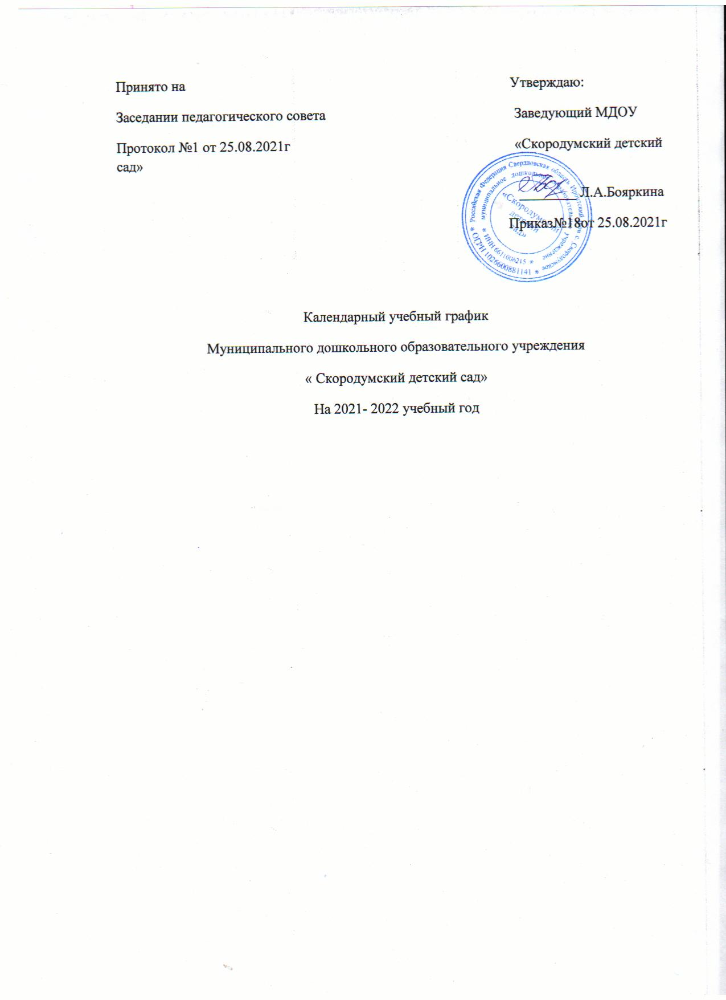 Принято на Утверждаю:
Заседании педагогического совета Заведующий МДОУ
Протокол №1 от 25.08.2021г «Скородумский детский
сад»
Л.А.Бояркина
Приказ№18от 25.08.2021г
Российская Федерация Свердловская область Ирбитский район с. Скородумское
* ОГРН 1026600881141 *
муниципальное дошкольное образовательное учреждение
* ИНН 6611006215 *
«Скородумский
детский
сад»
Календарный учебный график
Муниципального дошкольного образовательного учреждения
« Скородумский детский сад»
На 2021- 2022 учебный год